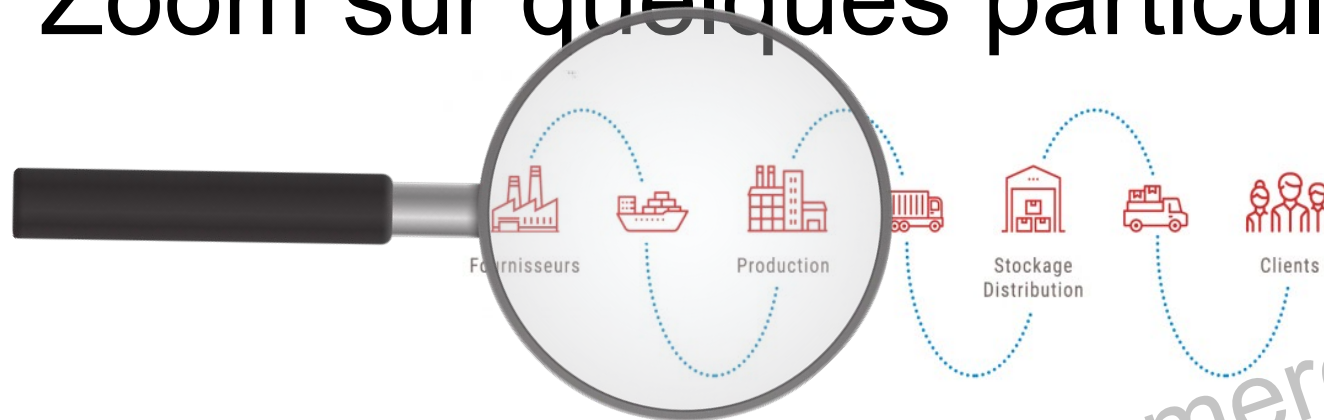 Zoom sur quelques
Fournisseurs
Production
Stockage
Distribution
Clients